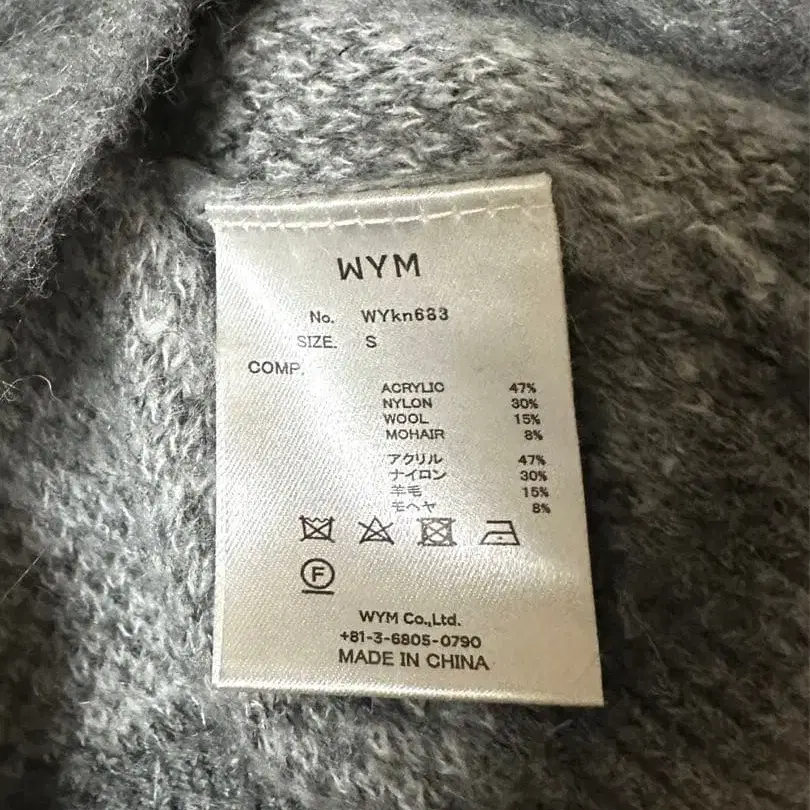 WYM
No. WYkn683
SIZE. S
COMP.
ACRYLIC 47%
NYLON 30%
WOOL 15%
MOHAIR 8%
アクリル 47%
ナイロン 30%
羊毛 15%
モヘヤ 8%
F
WYM Co.,Ltd.
+81-3-6805-0790
MADE IN CHINA